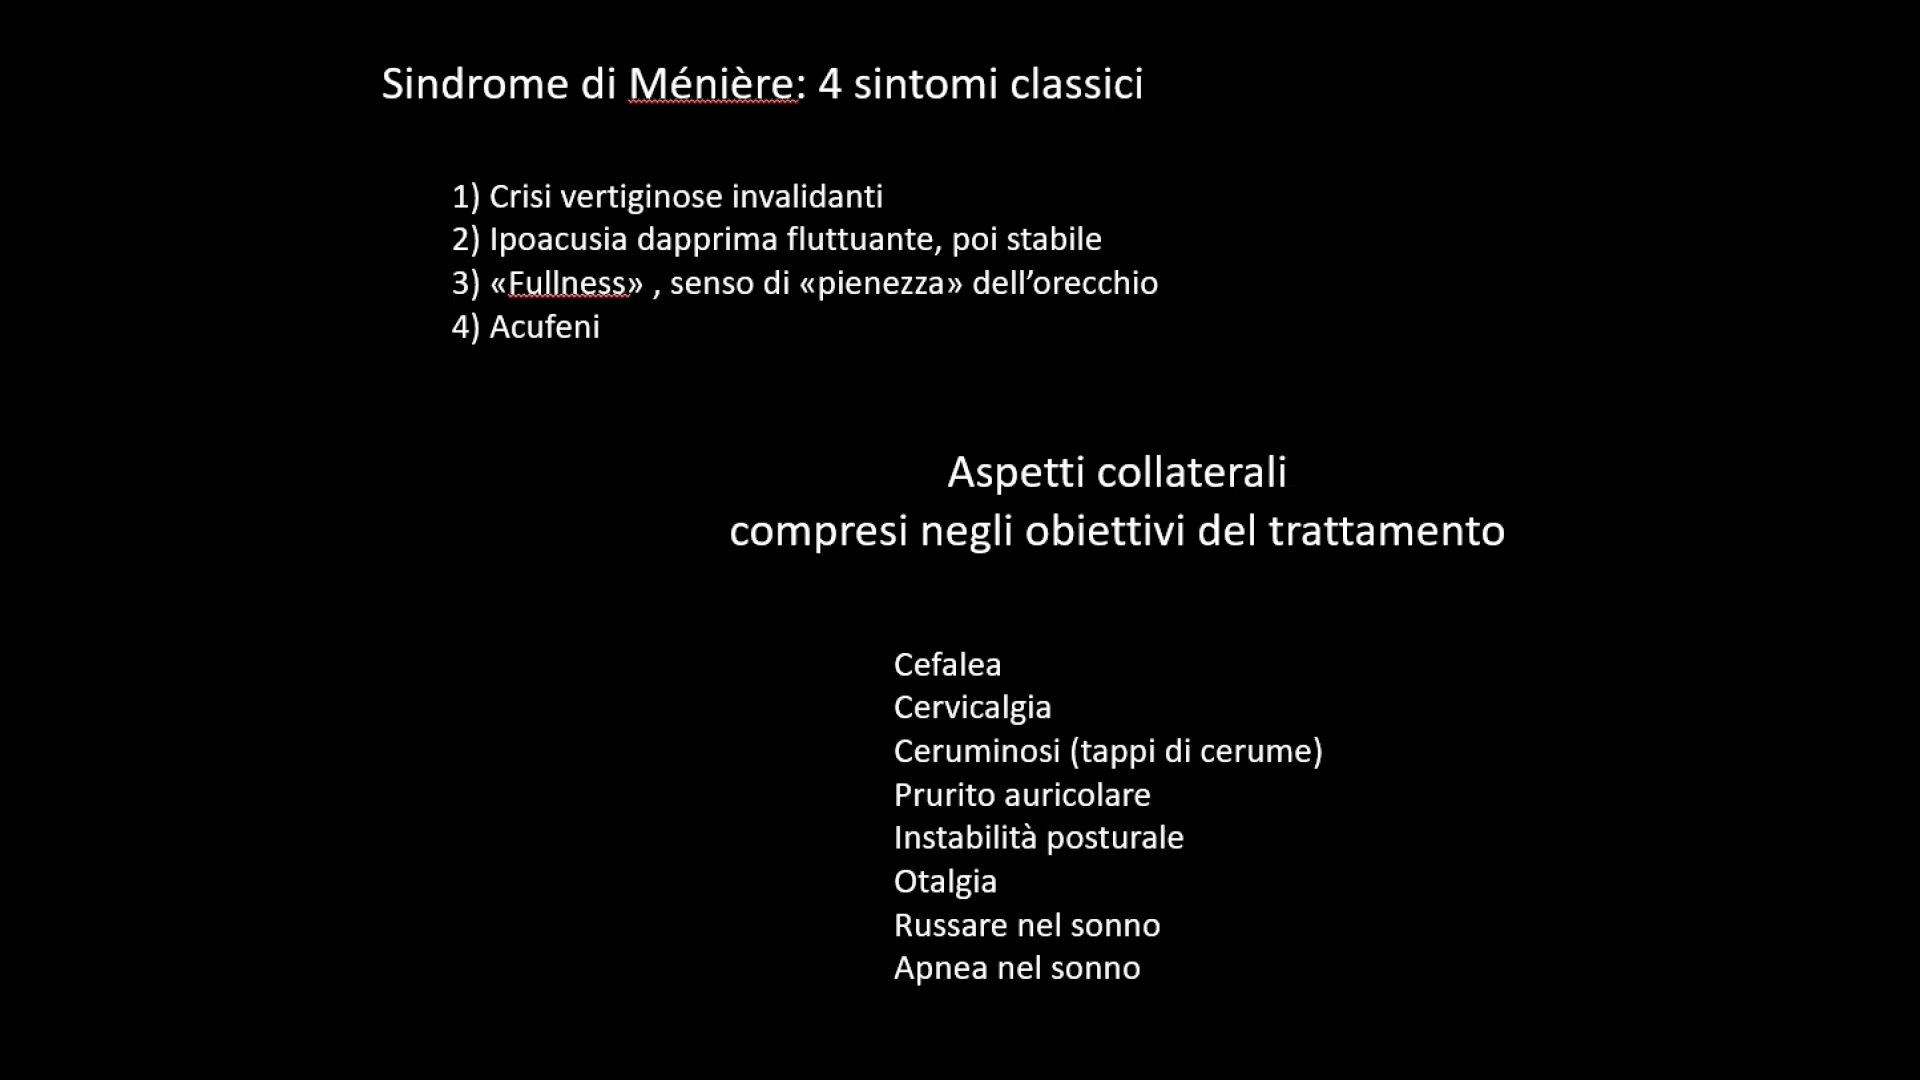 Sindrome di Ménière: 4 sintomi classici
1) Crisi vertiginose invalidanti
2) Ipoacusia dapprima fluttuante, poi stabile
3) «Fullness» , senso di «pienezza» dell’orecchio
4) Acufeni
Aspetti collaterali
compresi negli obiettivi del trattamento
Cefalea
Cervicalgia
Ceruminosi (tappi di cerume)
Prurito auricolare
Instabilità posturale
Otalgia
Russare nel sonno
Apnea nel sonno